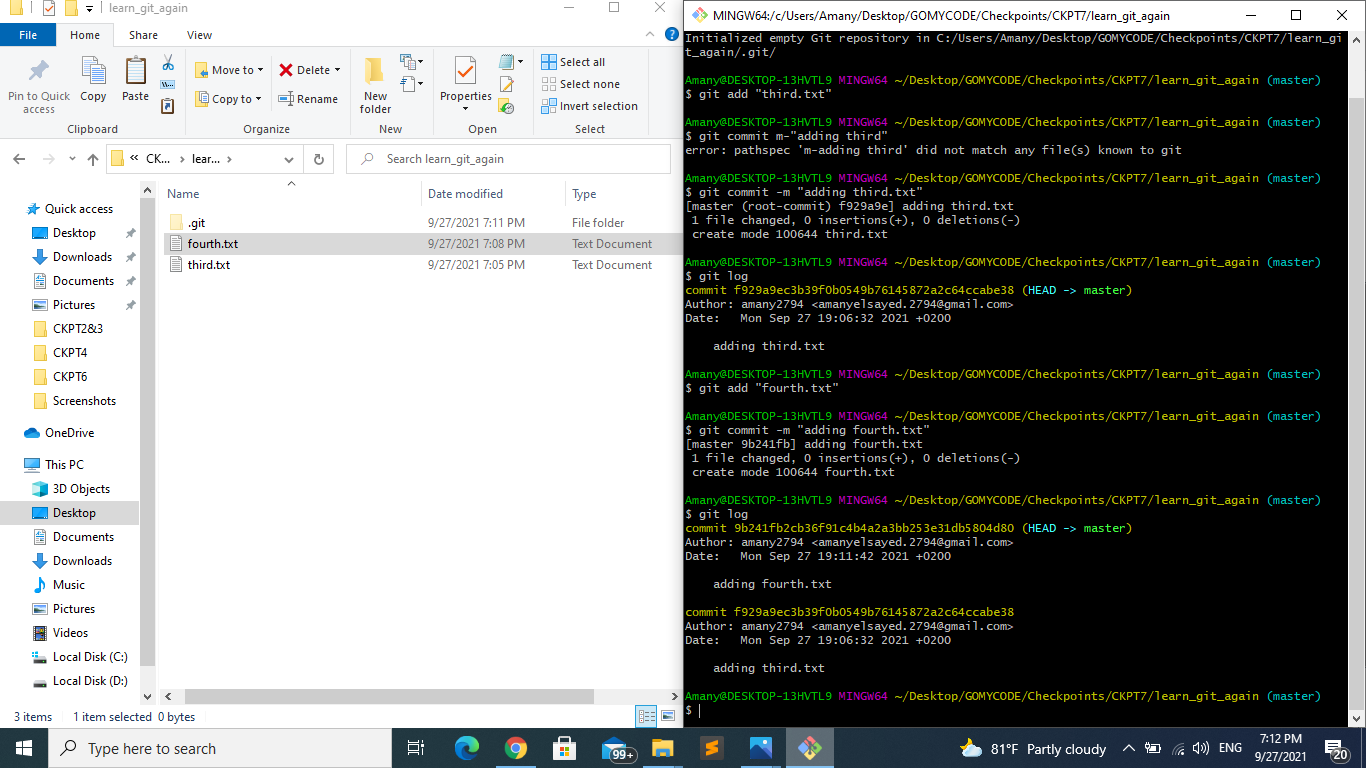 learn_git_again
File
Home
Share
View
Pin to Quick access
Copy
Paste
Clipboard
Move to
Copy to
Delete
Rename
Organize
New folder
New
Properties
Open
Select all
Select none
Invert selection
Select
« CK... > lear... >
Search learn_git_again
Name
Date modified
Type
.git 9/27/2021 7:11 PM File folder
fourth.txt 9/27/2021 7:08 PM Text Document
third.txt 9/27/2021 7:05 PM Text Document
Quick access
Desktop
Downloads
Documents
Pictures
CKPT2&3
CKPT4
CKPT6
Screenshots
OneDrive
This PC
3D Objects
Desktop
Documents
Downloads
Music
Pictures
Videos
Local Disk (C:)
Local Disk (D:)
3 items 1 item selected 0 bytes
MINGW64:/c/Users/Amany/Desktop/GOMYCODE/Checkpoints/CKPT7/learn_git_again
Initialized empty Git repository in C:/Users/Amany/Desktop/GOMYCODE/Checkpoints/CKPT7/learn_gi
t_again/.git/
Amany@DESKTOP-13HVTL9 MINGW64 ~/Desktop/GOMYCODE/Checkpoints/CKPT7/learn_git_again (master)
$ git add "third.txt"
Amany@DESKTOP-13HVTL9 MINGW64 ~/Desktop/GOMYCODE/Checkpoints/CKPT7/learn_git_again (master)
$ git commit m-"adding third"
error: pathspec 'm-adding third' did not match any file(s) known to git
Amany@DESKTOP-13HVTL9 MINGW64 ~/Desktop/GOMYCODE/Checkpoints/CKPT7/learn_git_again (master)
$ git commit -m "adding third.txt"
[master (root-commit) f929a9e] adding third.txt
1 file changed, 0 insertions(+), 0 deletions(-)
create mode 100644 third.txt
Amany@DESKTOP-13HVTL9 MINGW64 ~/Desktop/GOMYCODE/Checkpoints/CKPT7/learn_git_again (master)
$ git log
commit f929a9ec3b39f0b0549b76145872a2c64ccabe38 (HEAD -> master)
Author: amany2794 <amanyelsayed.2794@gmail.com>
Date: Mon Sep 27 19:06:32 2021 +0200
adding third.txt
Amany@DESKTOP-13HVTL9 MINGW64 ~/Desktop/GOMYCODE/Checkpoints/CKPT7/learn_git_again (master)
$ git add "fourth.txt"
Amany@DESKTOP-13HVTL9 MINGW64 ~/Desktop/GOMYCODE/Checkpoints/CKPT7/learn_git_again (master)
$ git commit -m "adding fourth.txt"
[master 9b241fb] adding fourth.txt
1 file changed, 0 insertions(+), 0 deletions(-)
create mode 100644 fourth.txt
Amany@DESKTOP-13HVTL9 MINGW64 ~/Desktop/GOMYCODE/Checkpoints/CKPT7/learn_git_again (master)
$ git log
commit 9b241fb2cb36f91c4b4a2a3bb253e31db5804d80 (HEAD -> master)
Author: amany2794 <amanyelsayed.2794@gmail.com>
Date: Mon Sep 27 19:11:42 2021 +0200
adding fourth.txt
commit f929a9ec3b39f0b0549b76145872a2c64ccabe38
Author: amany2794 <amanyelsayed.2794@gmail.com>
Date: Mon Sep 27 19:06:32 2021 +0200
adding third.txt
Amany@DESKTOP-13HVTL9 MINGW64 ~/Desktop/GOMYCODE/Checkpoints/CKPT7/learn_git_again (master)
$
Type here to search
99+
81°F Partly cloudy
ENG
7:12 PM
9/27/2021
20